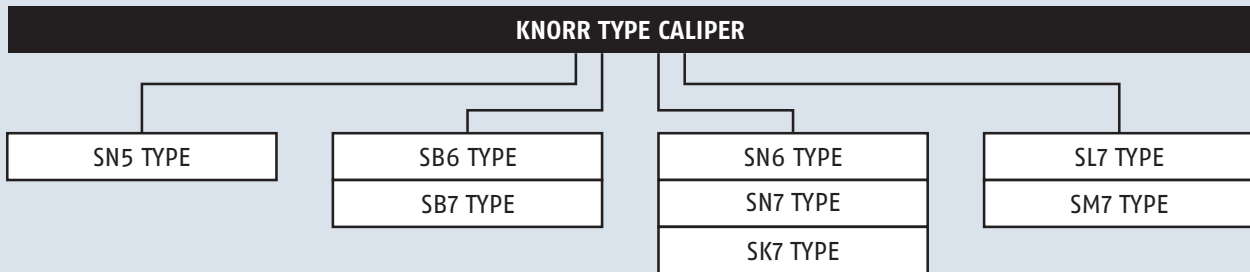 KNORR TYPE CALIPER
SN5 TYPE
SB6 TYPE
SB7 TYPE
SN6 TYPE
SN7 TYPE
SK7 TYPE
SL7 TYPE
SM7 TYPE